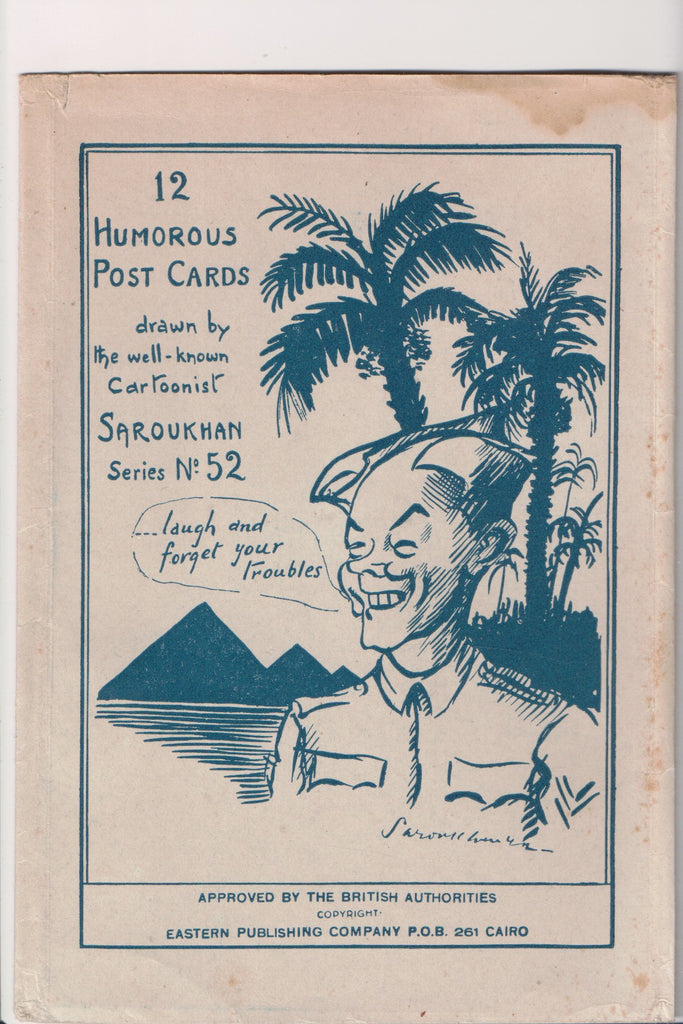 12
HUMOROUS
POST CARDS
drawn by
the well-known
Cartoonist
SAROUKHAN
Series Nº 52
...laugh and
forget your
troubles
Saroukhan
APPROVED BY THE BRITISH AUTHORITIES
COPYRIGHT.
EASTERN PUBLISHING COMPANY P.O.B. 261 CAIRO